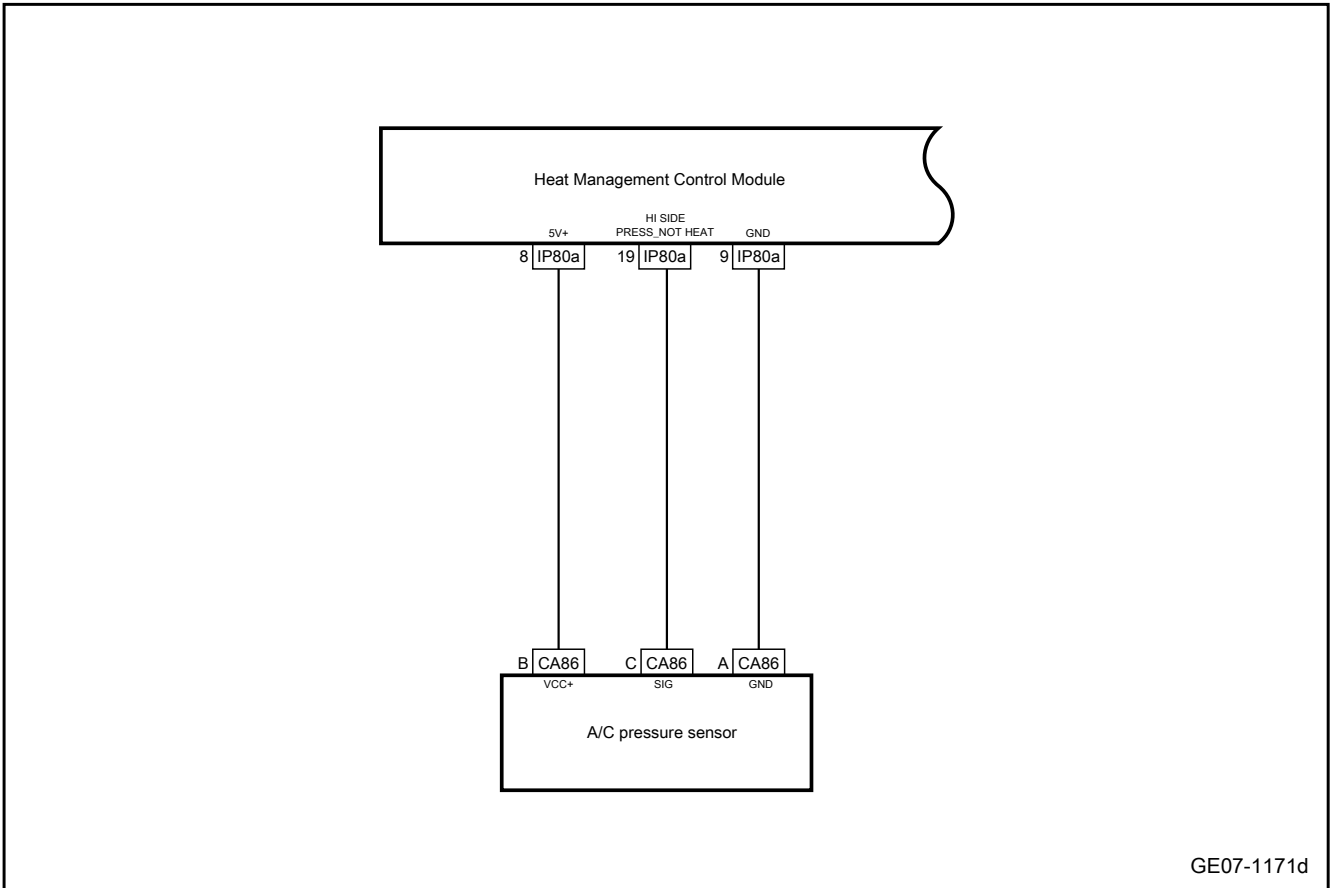 Heat Management Control Module
HI SIDE
5V+ PRESS_NOT HEAT GND
8 IP80a 19 IP80a 9 IP80a
B CA86 C CA86 A CA86
VCC+ SIG GND
A/C pressure sensor
GE07-1171d